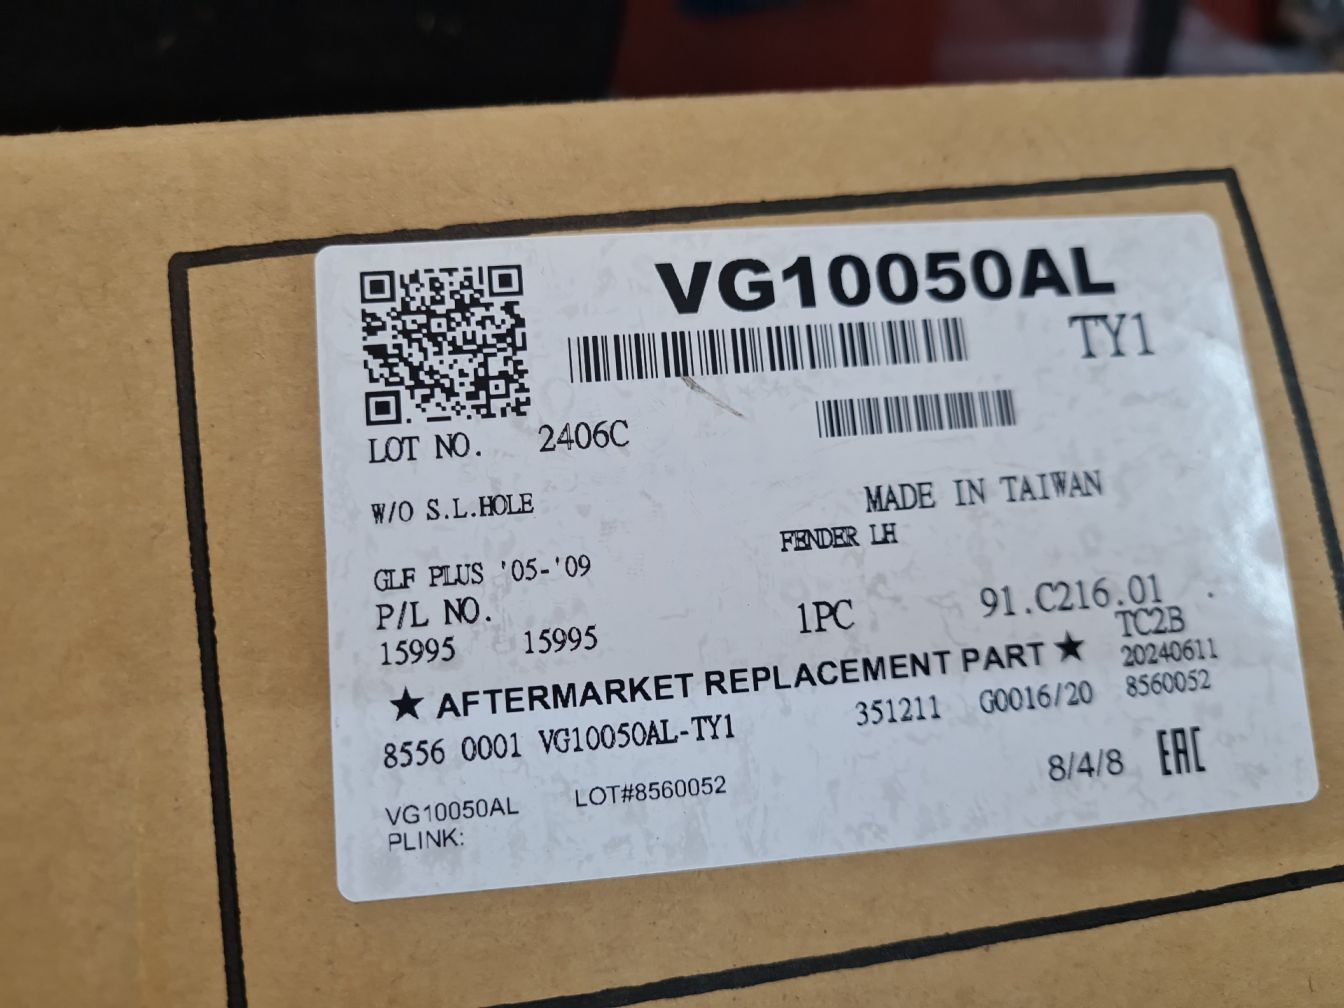 VG10050AL
TY1
LOT NO. 2406C
MADE IN TAIWAN
W/O S.L.HOLE
FENDER LH
GLF PLUS '05-'09
P/L NO.
1PC
91.C216.01
15995 15995
TC2B
★ AFTERMARKET REPLACEMENT PART ★
20240611
8556 0001 VG10050AL-TY1
351211 G0016/20
8560052
VG10050AL LOT#8560052
8/4/8 EAC
PLINK: